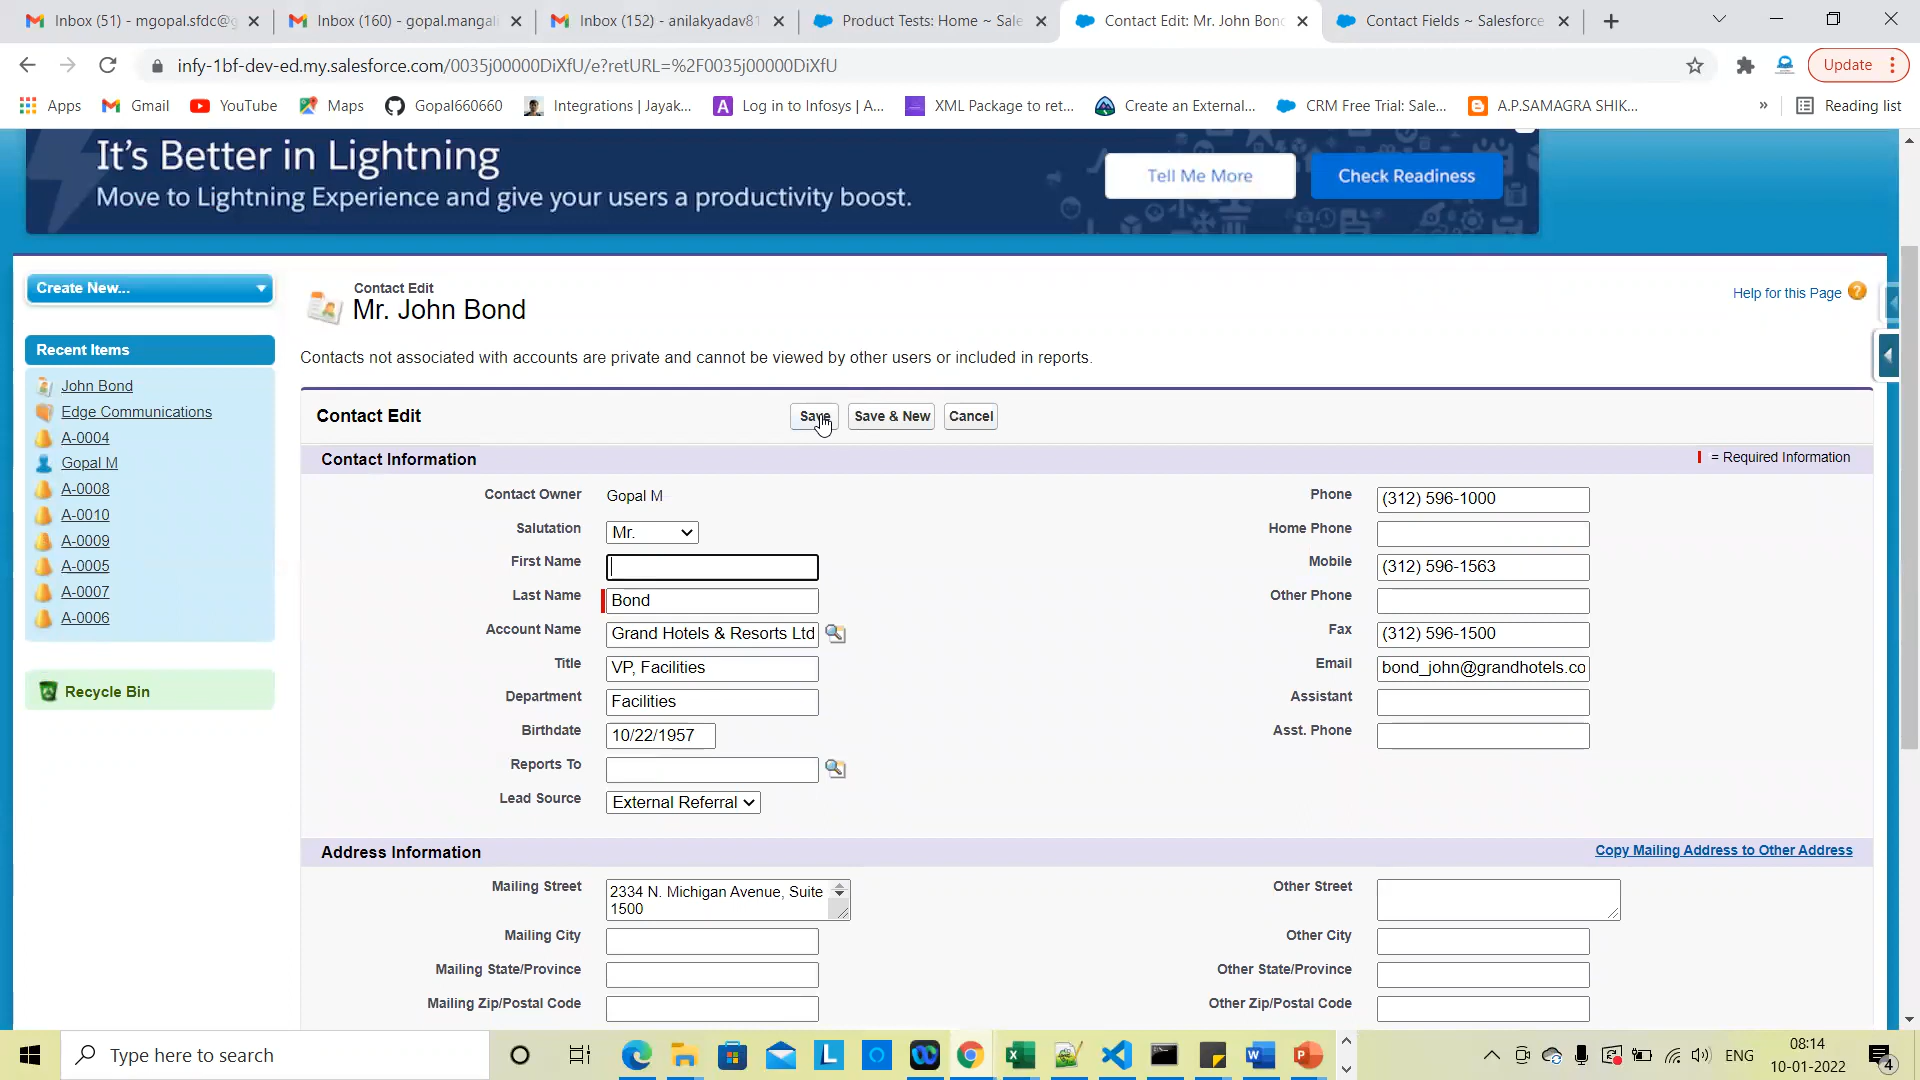 Inbox (51) - mgopal.sfdc@g
Inbox (160) - gopal.mangali
Inbox (152) - anilakyadav81
Product Tests: Home ~ Sale
Contact Edit: Mr. John Bond
Contact Fields ~ Salesforce
infy-1bf-dev-ed.my.salesforce.com/0035j00000DiXfU/e?retURL=%2F0035j00000DiXfU
Update
Apps
Gmail
YouTube
Maps
Gopal660060
Integrations | Jayak...
Log in to Infosys | A...
XML Package to ret...
Create an External...
CRM Free Trial: Sale...
A.P.SAMAGRA SHIK...
»
Reading list
It's Better in Lightning
Move to Lightning Experience and give your users a productivity boost.
Tell Me More
Check Readiness
Create New...
Recent Items
John Bond
Edge Communications
A-0004
Gopal M
A-0008
A-0010
A-0009
A-0005
A-0007
A-0006
Recycle Bin
Contact Edit
Mr. John Bond
Help for this Page
Contacts not associated with accounts are private and cannot be viewed by other users or included in reports.
Contact Edit
Save
Save & New
Cancel
Contact Information
= Required Information
Contact Owner Gopal M
Salutation Mr.
First Name
Last Name Bond
Account Name Grand Hotels & Resorts Ltd
Title VP, Facilities
Department Facilities
Birthdate 10/22/1957
Reports To
Lead Source External Referral
Phone (312) 596-1000
Home Phone
Mobile (312) 596-1563
Other Phone
Fax (312) 596-1500
Email bond_john@grandhotels.co
Assistant
Asst. Phone
Address Information
Copy Mailing Address to Other Address
Mailing Street 2334 N. Michigan Avenue, Suite
1500
Mailing City
Mailing State/Province
Mailing Zip/Postal Code
Other Street
Other City
Other State/Province
Other Zip/Postal Code
Type here to search
ENG
08:14
10-01-2022
4